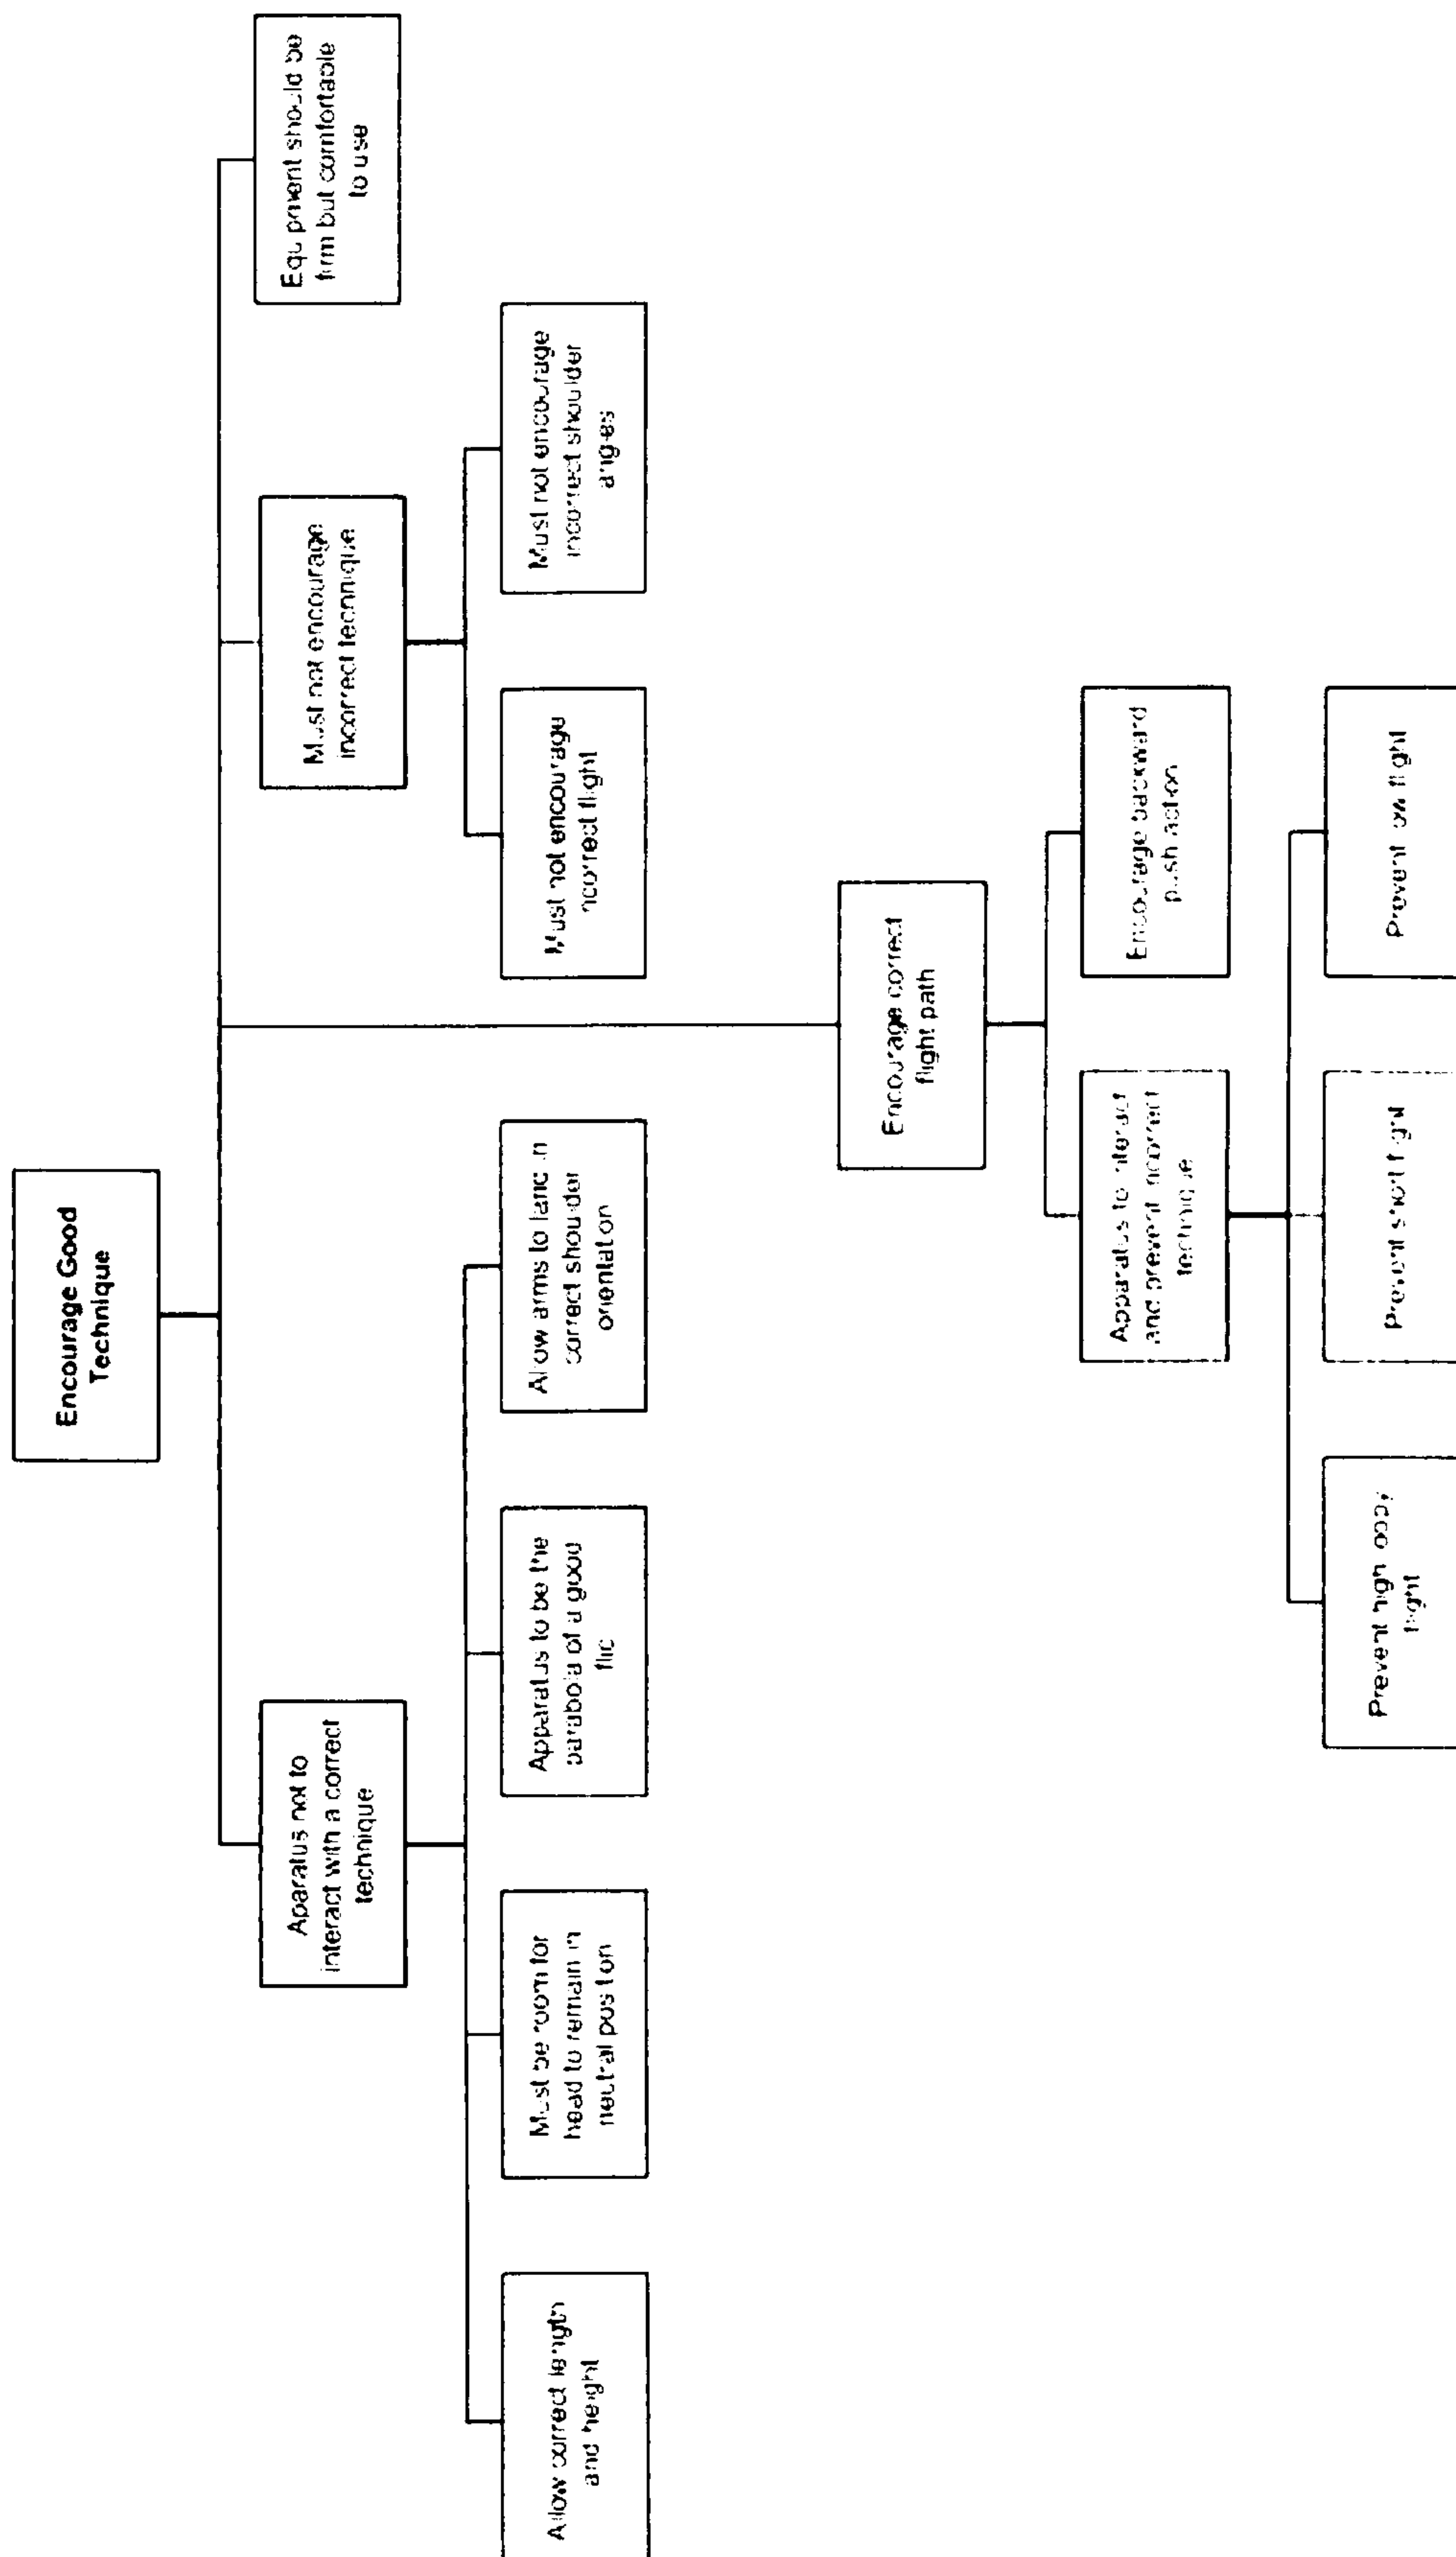 Encourage Good
Technique
Aparatus not to
interact with a correct
technique
Encourage correct
flight path
Must not encourage
incorrect technique
Equipment should be
firm but comfortable
to use
Allow correct length
and height
Must be room for
head to remain in
neutral position
Apparatus to be the
parabola of a good
flic
Allow arms to land in
correct shoulder
orientation
Must not encourage
incorrect flight
Must not encourage
incorrect shoulder
angles
Apparatus to interact
and prevent incorrect
technique
Encourage backward
push action
Prevent high
flight
Prevent short flight
Prevent low flight